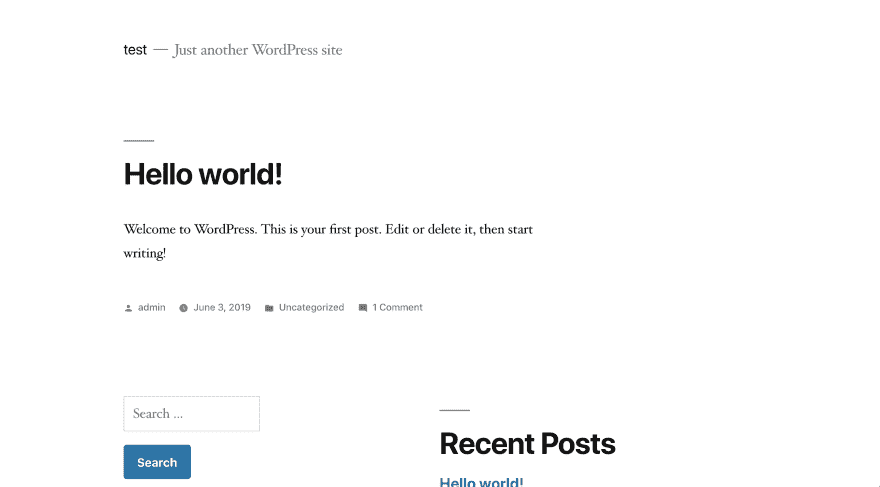 test — Just another WordPress site
Hello world!
Welcome to WordPress. This is your first post. Edit or delete it, then start
writing!
admin June 3, 2019 Uncategorized 1 Comment
Search ...
Search
Recent Posts
Hello world!